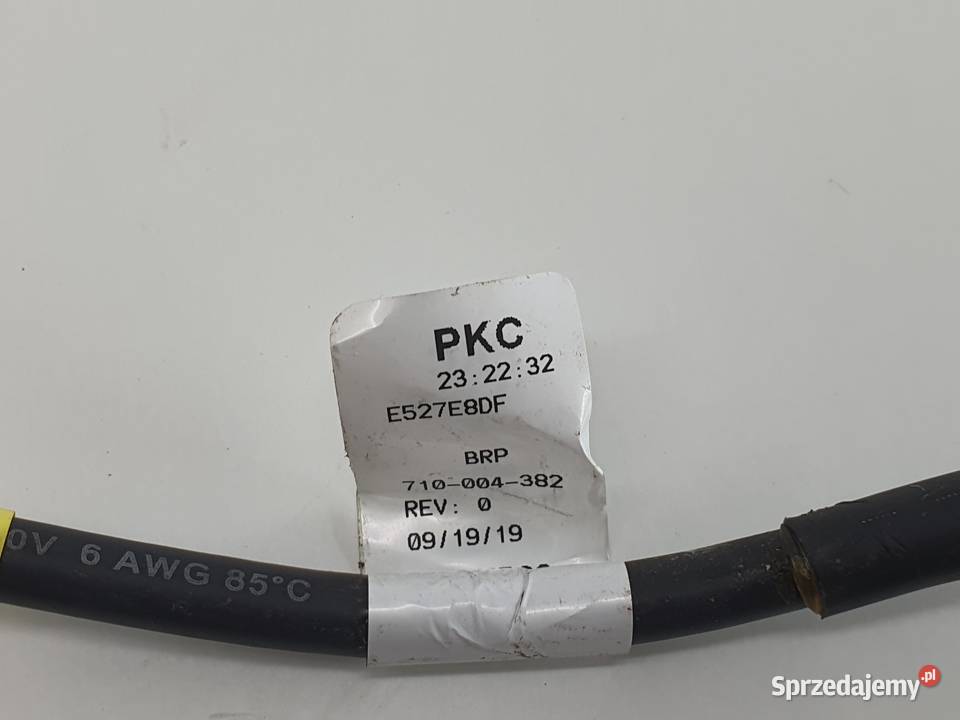 PKC
23:22:32
E527E8DF
BRP
710-004-382
REV: 0
09/19/19
0V 6 AWG 85°C
Sprzedajemy.pl